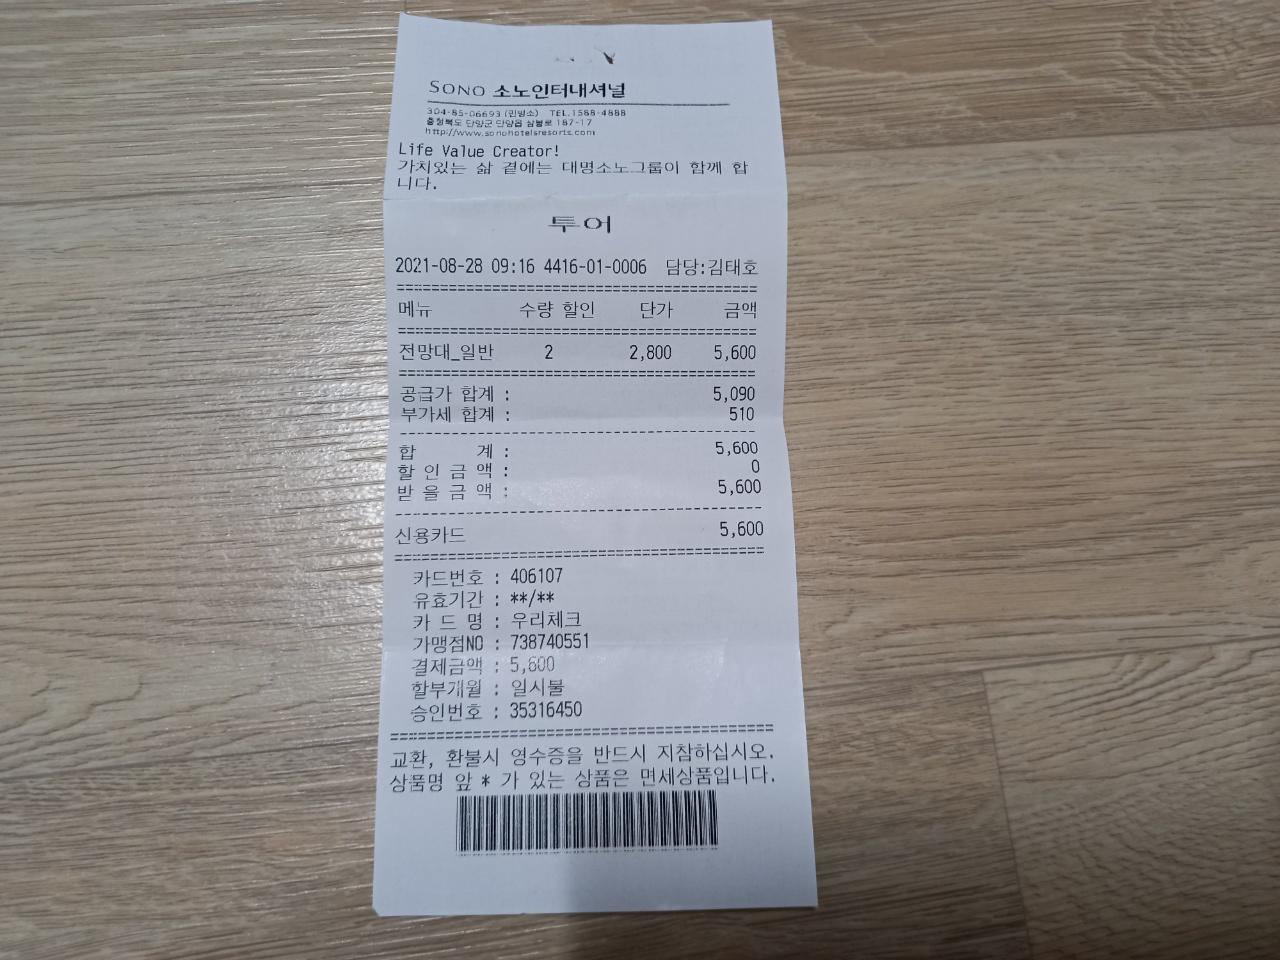 SONO 소노인터내셔널
304-85-06693 (민병소) TEL.1588-4888
충청북도 단양군 단양읍 삼봉로 187-17
http://www.sonohotelsresorts.com
Life Value Creator!
가치있는 삶 곁에는 대명소노그룹이 함께 합
니다.
투어
2021-08-28 09:16 4416-01-0006 담당:김태호
메뉴 수량 할인 단가 금액
전망대_일반 2 2,800 5,600
공급가 합계 : 5,090
부가세 합계 : 510
합 계 : 5,600
할 인 금 액 : 0
받 을 금 액 : 5,600
신용카드 5,600
카드번호 : 406107
유효기간 : **/**
카 드 명 : 우리체크
가맹점NO : 738740551
결제금액 : 5,600
할부개월 : 일시불
승인번호 : 35316450
교환, 환불시 영수증을 반드시 지참하십시오.
상품명 앞 * 가 있는 상품은 면세상품입니다.